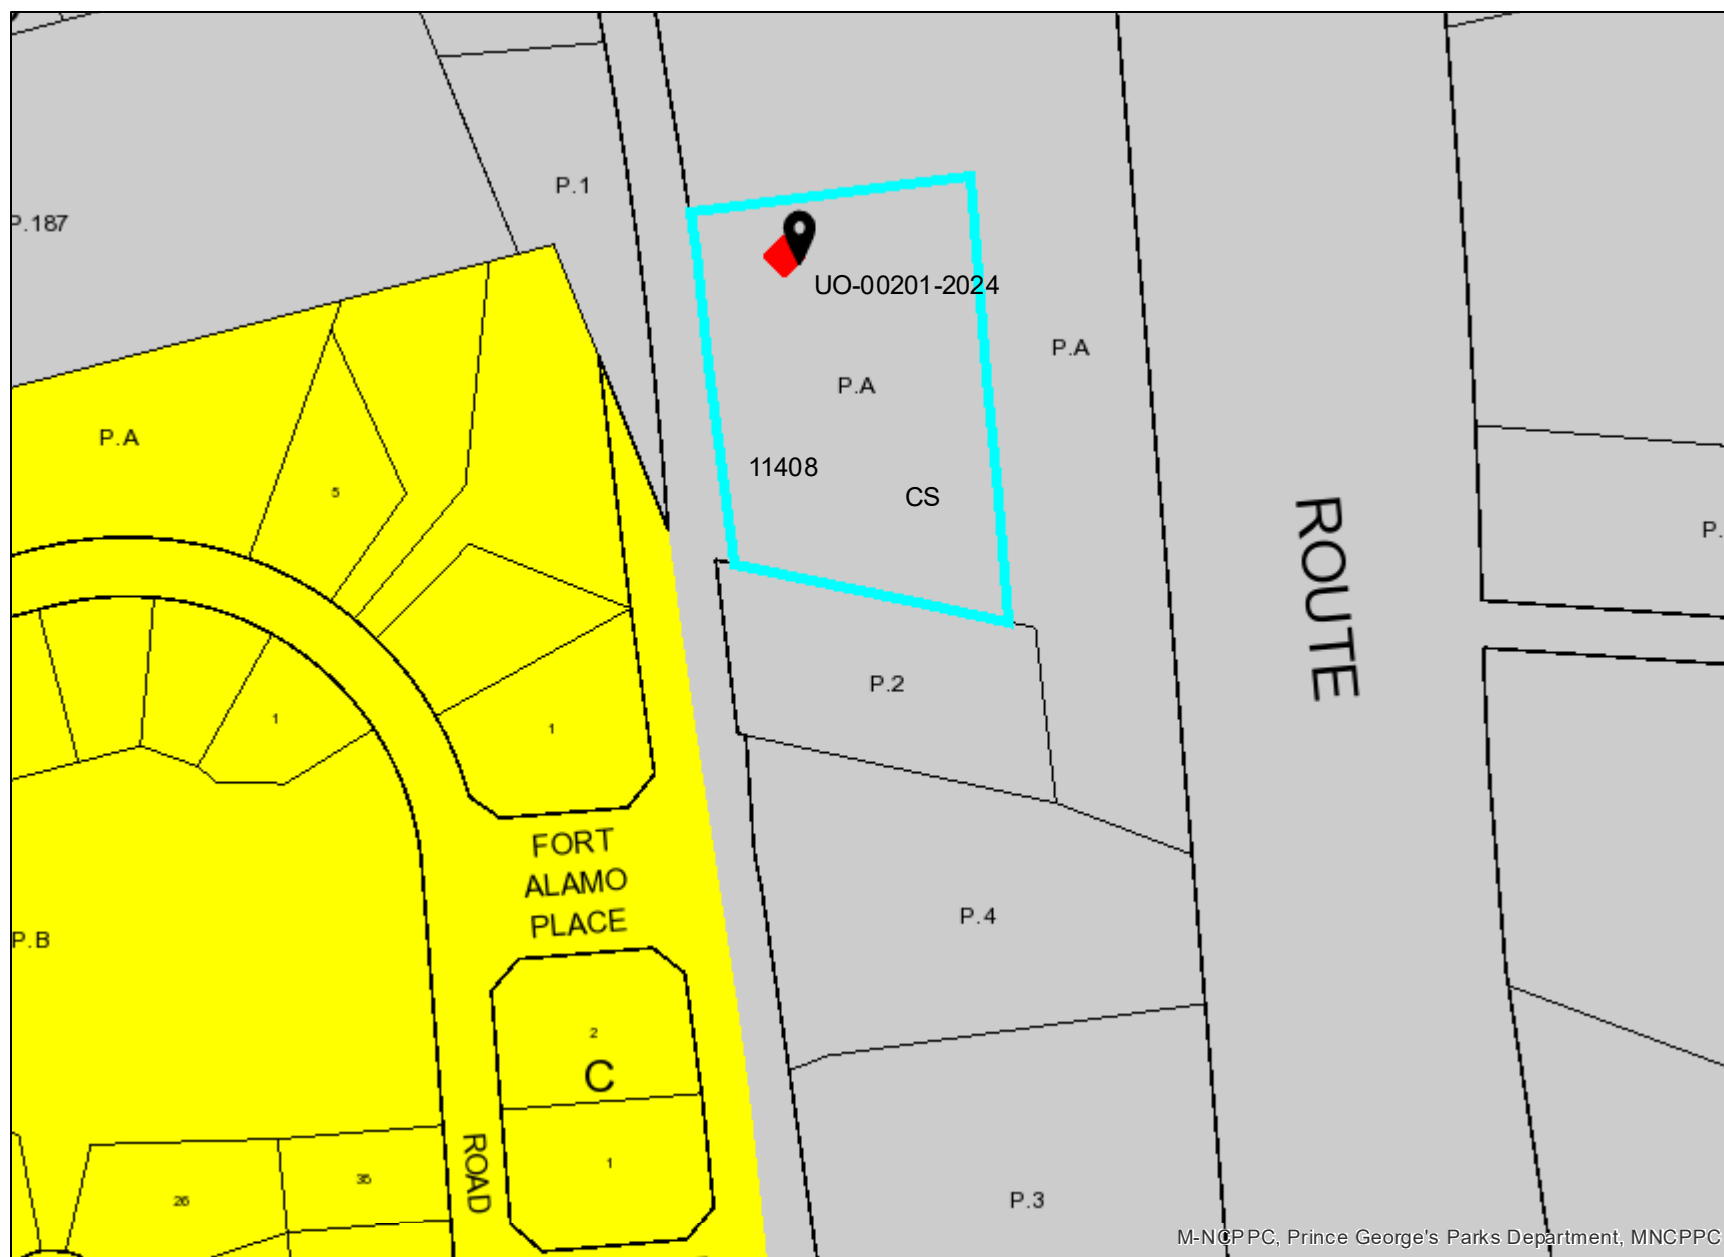 P.1
P.187
UO-00201-2024
P.A
P.A
P.A
11408
5
CS
ROUTE
P.
P.2
1
1
FORT
ALAMO
PLACE
P.4
P.B
2
C
ROAD
1
35
26
P.3
M-NCPPC, Prince George's Parks Department, MNCPPC